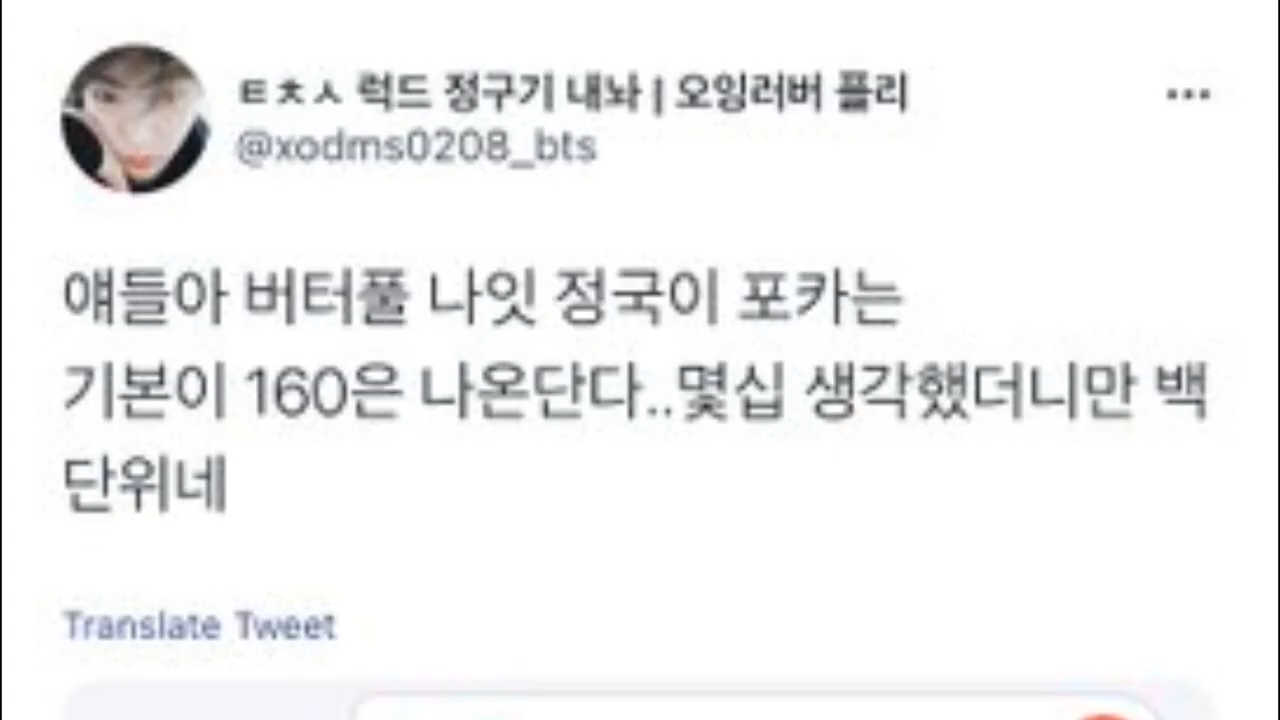 ㅌㅊㅅ 럭드 정구기 내놔 | 오잉러버 플리
@xodms0208_bts
얘들아 버터풀 나잇 정국이 포카는
기본이 160은 나온단다..몇십 생각했더니만 백
단위네
Translate Tweet